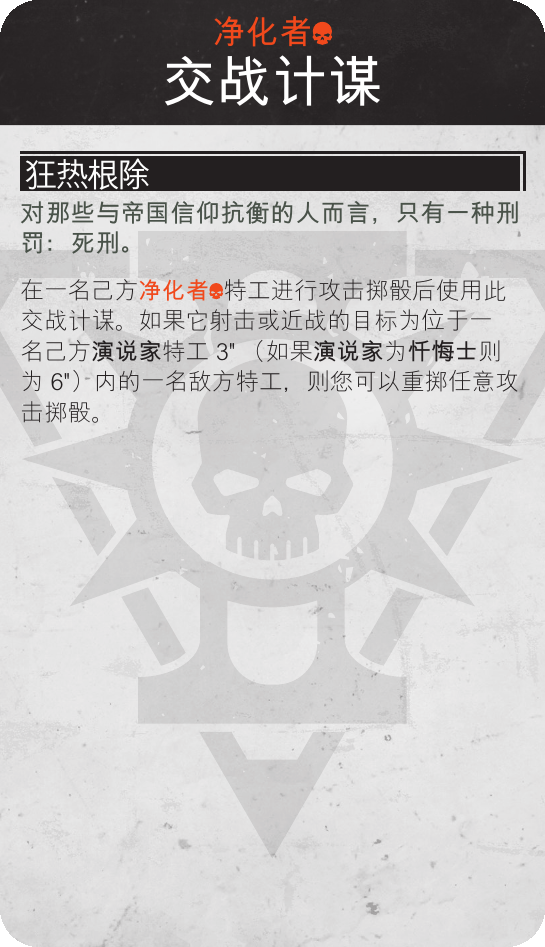 净化者
交战计谋
狂热根除
对那些与帝国信仰抗衡的人而言，只有一种刑
罚：死刑。
在一名己方净化者特工进行攻击掷骰后使用此
交战计谋。如果它射击或近战的目标为位于一
名己方演说家特工 3"（如果演说家为忏悔士则
为 6"）内的一名敌方特工，则您可以重掷任意攻
击掷骰。